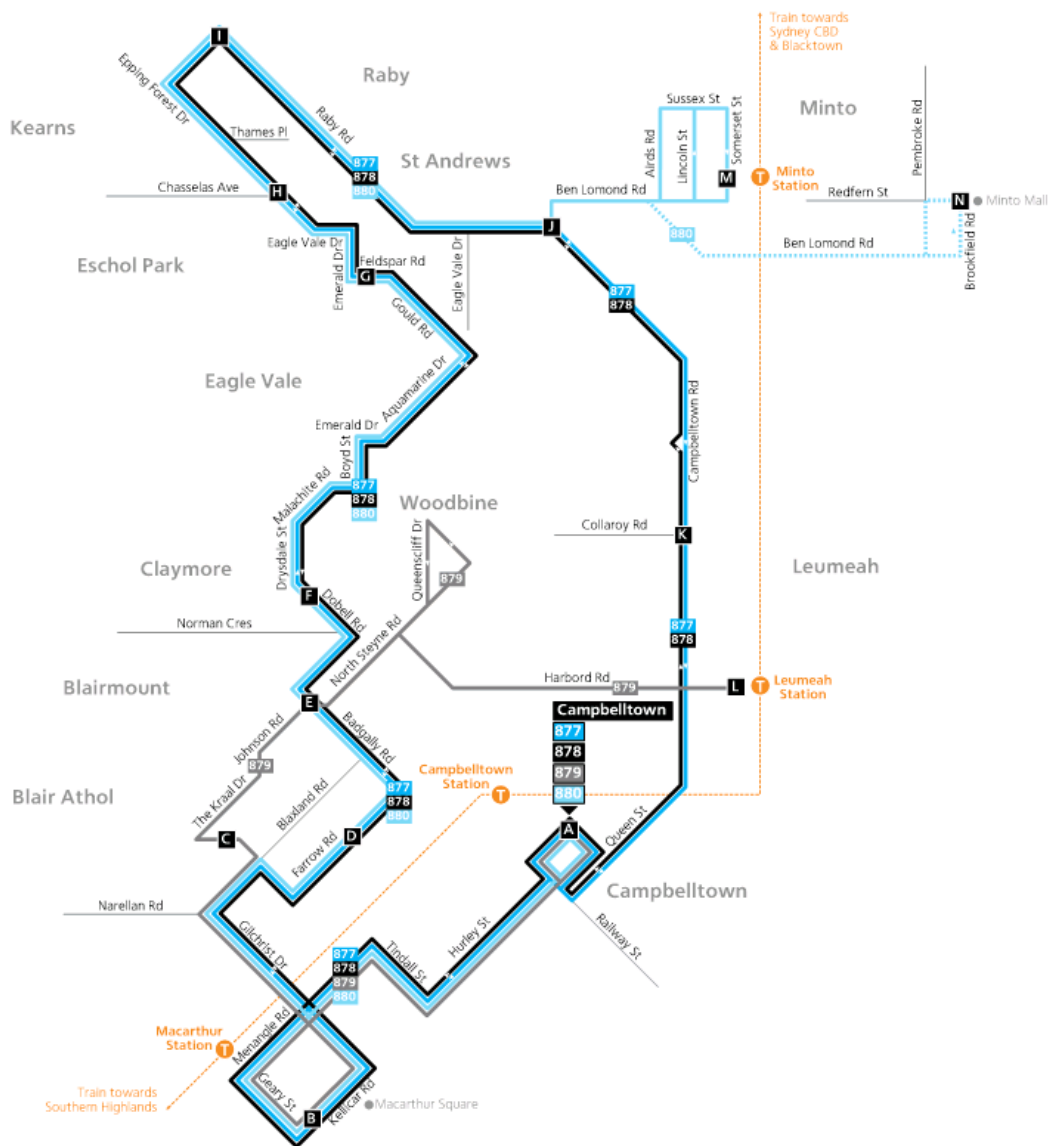 Train towards
Sydney CBD
& Blacktown
I
Raby
Epping Forest Dr
Raby Rd
Kearns
Thames Pl
877
878
880
St Andrews
Sussex St
Airds Rd
Lincoln St
Somerset St
Minto
Pembroke Rd
Chasselas Ave
H
M
T
Minto
Station
Ben Lomond Rd
Redfern St
N
Minto Mall
J
880
Ben Lomond Rd
Brookfield Rd
Eagle Vale Dr
Emerald Dr
Eschol Park
Feldspar Rd
G
Eagle Vale Dr
877
878
Gould Rd
Eagle Vale
Aquamarine Dr
Emerald Dr
Boyd St
Campbelltown Rd
Malachite Rd
877
878
880
Woodbine
Queenscliff Dr
Collaroy Rd
K
Drysdale St
Claymore
879
Leumeah
F
Dobell Rd
Norman Cres
North Steyne Rd
877
878
Blairmount
Harbord Rd
879
L
T
Leumeah
Station
E
Campbelltown
877
878
879
880
Johnson Rd
Badgally Rd
879
The Kraal Dr
Blair Athol
Blaxland Rd
877
878
880
Campbelltown
Station
T
C
D
Farrow Rd
A
Queen St
Campbelltown
Narellan Rd
Gilchrist Dr
Hurley St
Railway St
Tindall St
877
878
879
880
Macarthur
Station
T
Menangle Rd
Geary St
B
Kellicar Rd
Macarthur Square
Train towards
Southern Highlands